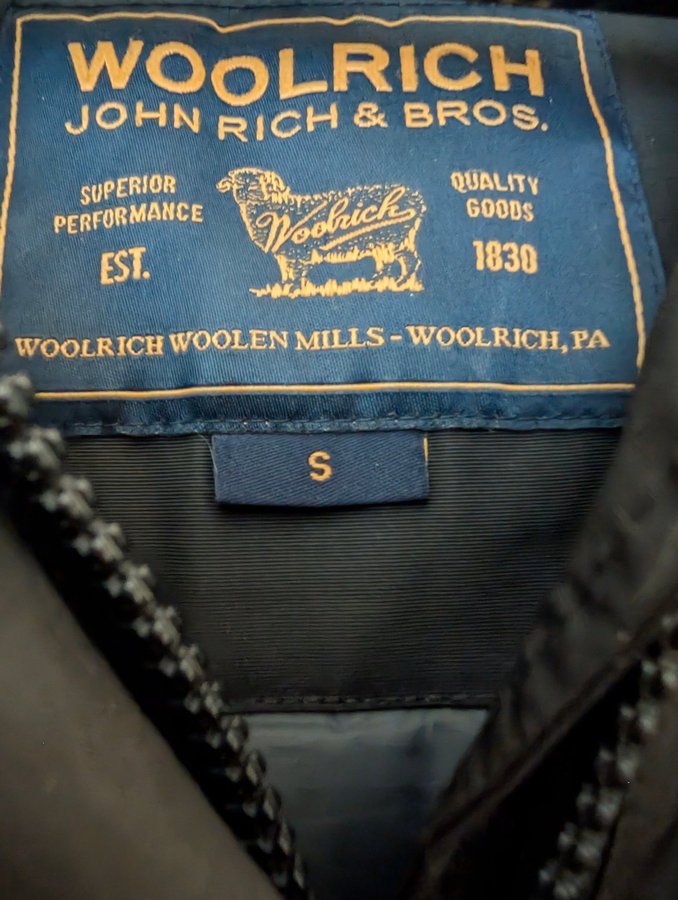 WOOLRICH
JOHN RICH & BROS.
SUPERIOR
PERFORMANCE
EST.
Woolrich
QUALITY
GOODS
1830
WOOLRICH WOOLEN MILLS - WOOLRICH, PA
S